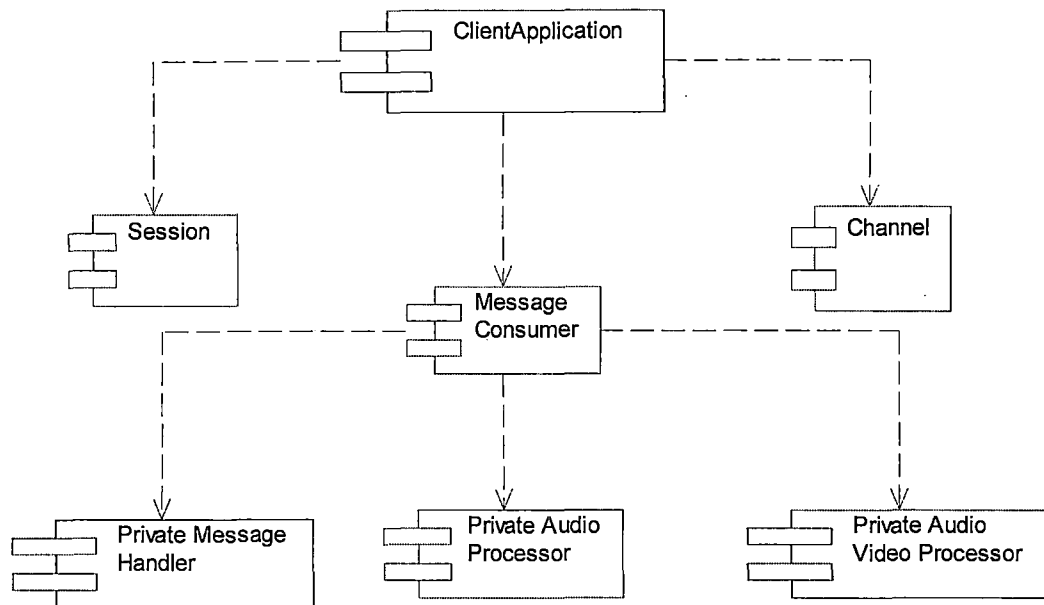 ClientApplication
Session
Channel
Message
Consumer
Private Message
Handler
Private Audio
Processor
Private Audio
Video Processor